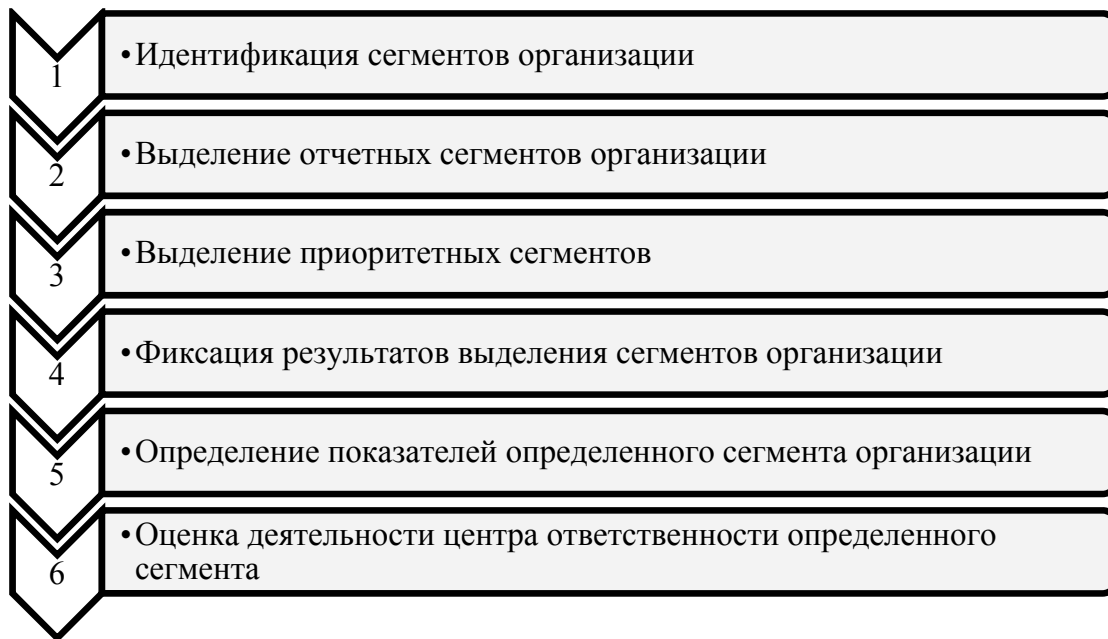 1
•Идентификация сегментов организации
2
•Выделение отчетных сегментов организации
3
•Выделение приоритетных сегментов
4
•Фиксация результатов выделения сегментов организации
5
•Определение показателей определенного сегмента организации
6
•Оценка деятельности центра ответственности определенного
сегмента